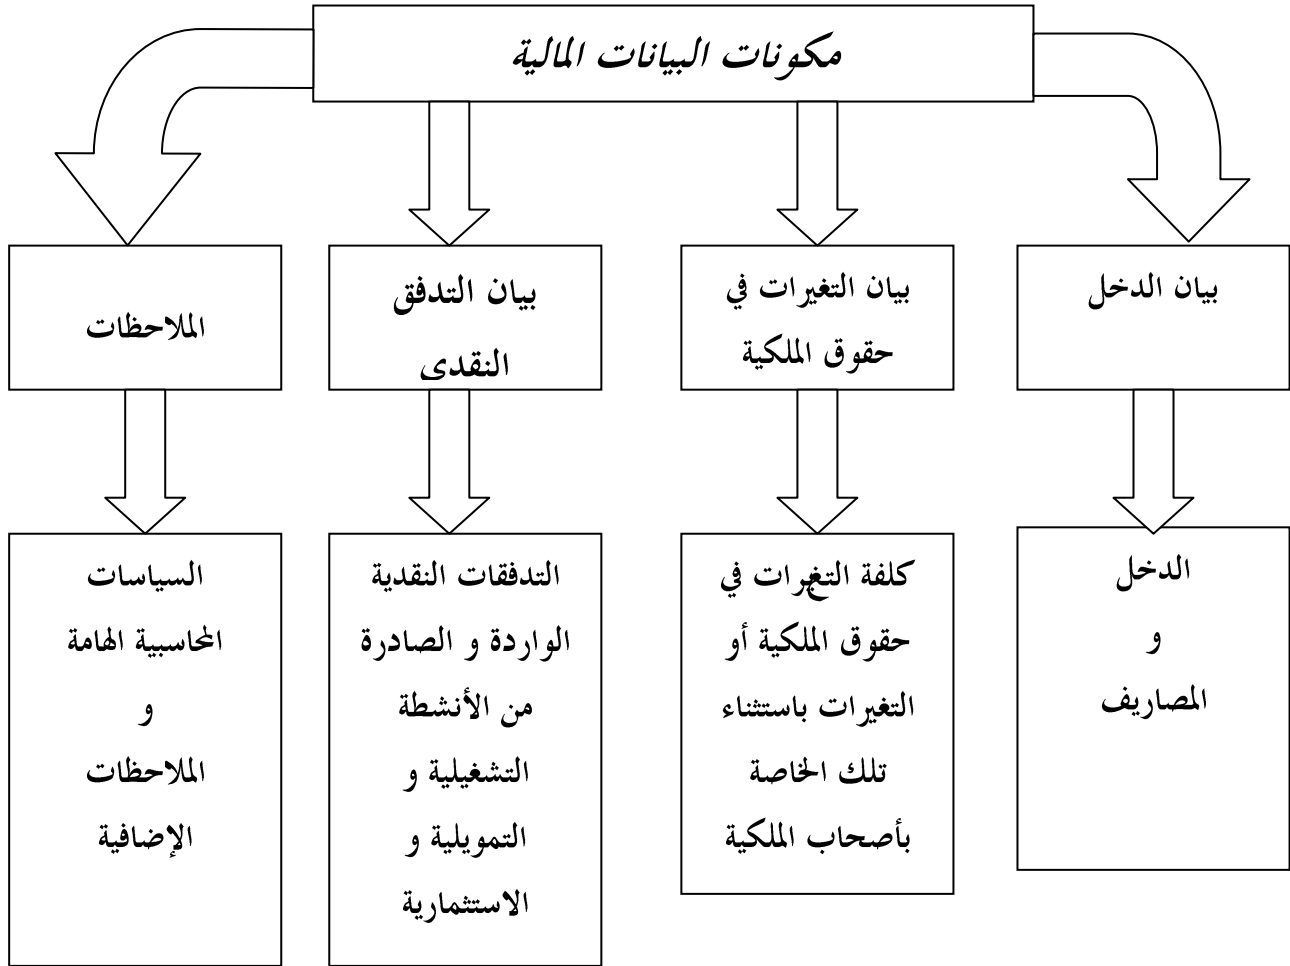 مكونات البيانات المالية
بيان الدخل
بيان التغيرات في
حقوق الملكية
بيان التدفق
النقدي
الملاحظات
الدخل
و
المصاريف
كلفة التغيرات في
حقوق الملكية أو
التغيرات باستثناء
تلك الخاصة
بأصحاب الملكية
التدفقات النقدية
الواردة و الصادرة
من الأنشطة
التشغيلية و
التمويلية و
الاستثمارية
السياسات
المحاسبية الهامة
و
الملاحظات
الإضافية